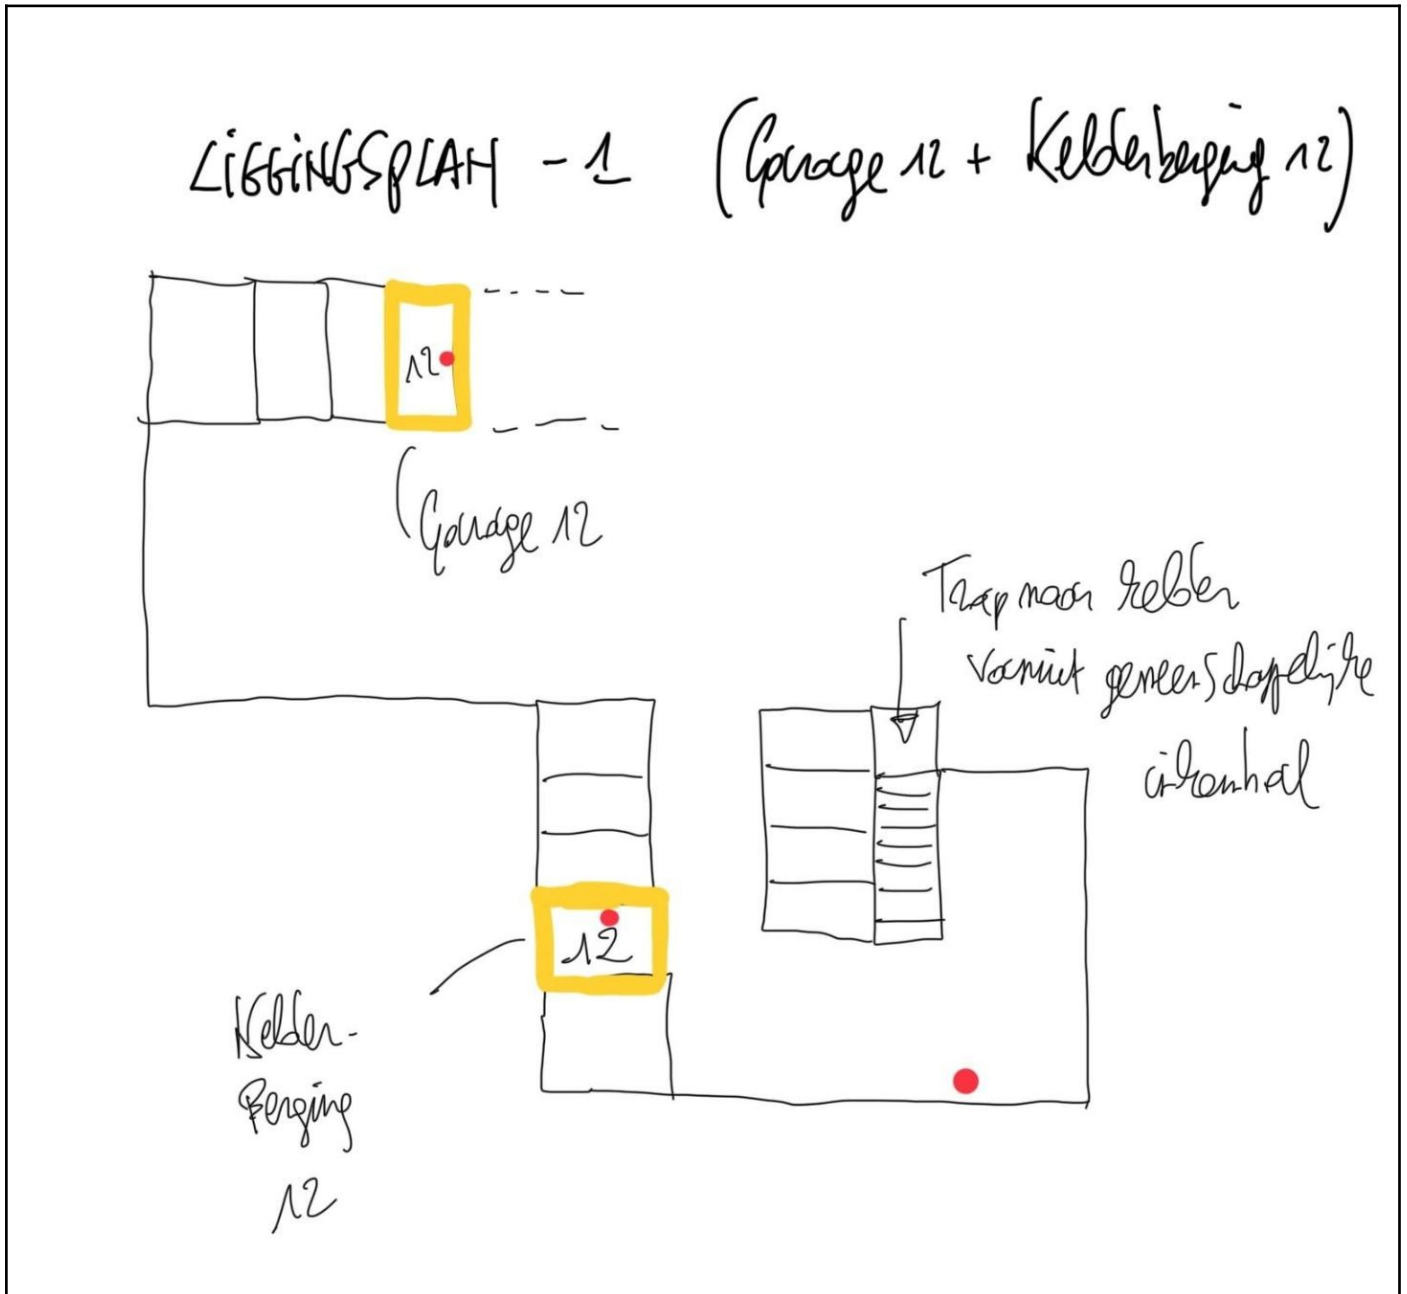 LiGGiNGSPLAN - 1 (Garage 12 + Kelderberging 12)
12
Garage 12
Trap naar kelder
vanuit gemeenschappelijke
inkomhal
12
Kelder-
Berging
12